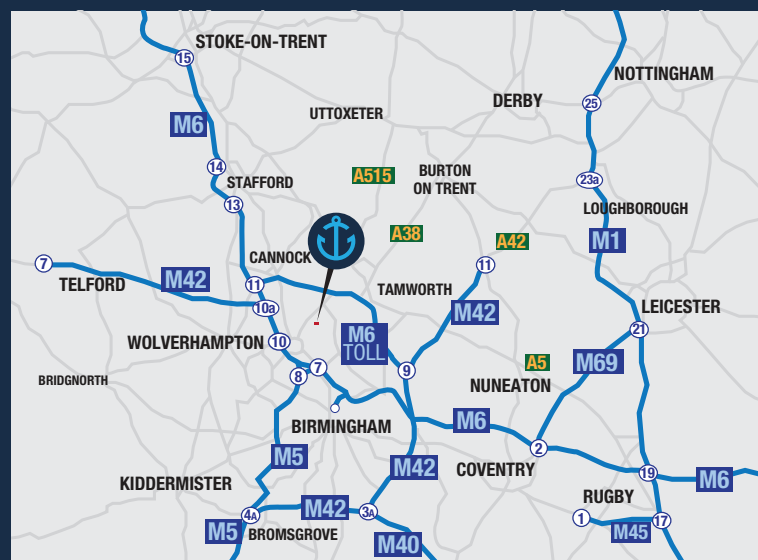 STOKE-ON-TRENT
15
NOTTINGHAM
DERBY
25
UTTOXETER
M6
14
STAFFORD
A515
BURTON
ON TRENT
23a
13
LOUGHBOROUGH
A38
A42
M1
CANNOCK
7
11
11
M42
TELFORD
TAMWORTH
10a
M42
LEICESTER
M6
TOLL
21
WOLVERHAMPTON
10
A5
M69
7
9
8
BRIDGNORTH
NUNEATON
BIRMINGHAM
M6
2
M5
M42
COVENTRY
19
M6
KIDDERMISTER
RUGBY
4A
M42
3A
1
17
M5
BROMSGROVE
M40
M45